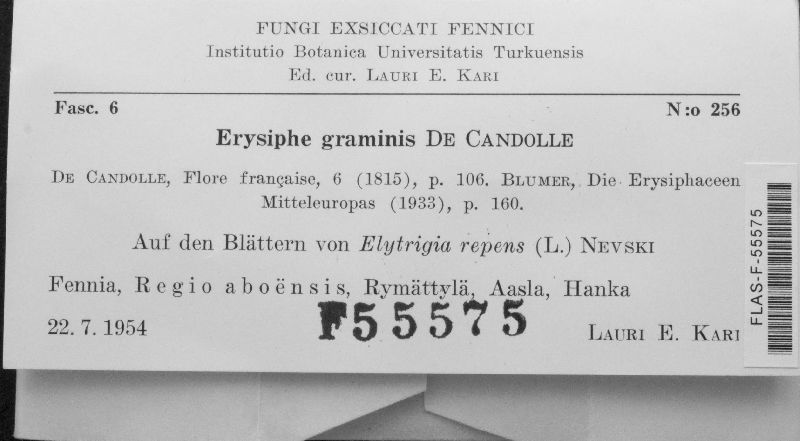 FUNGI EXSICCATI FENNICI
Institutio Botanica Universitatis Turkuensis
Ed. cur. LAURI E. KARI
Fasc. 6 N:o 256
Erysiphe graminis DE CANDOLLE
DE CANDOLLE, Flore française, 6 (1815), p. 106. BLUMER, Die Erysiphaceen
Mitteleuropas (1933), p. 160.
Auf den Blättern von Elytrigia repens (L.) NEVSKI
Fennia, Regio aboënsis, Rymättylä, Aasla, Hanka
22. 7. 1954 LAURI E. KARI
F55575
FLAS-F-55575